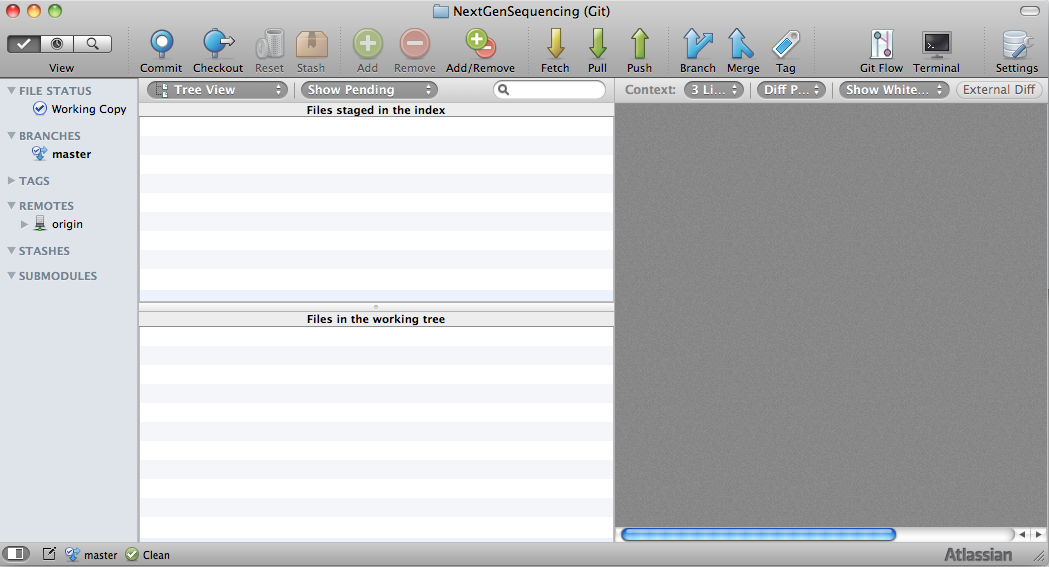 NextGenSequencing (Git)
View Commit Checkout Reset Stash Add Remove Add/Remove Fetch Pull Push Branch Merge Tag Git Flow Terminal Settings
FILE STATUS
Working Copy
BRANCHES
master
TAGS
REMOTES
origin
STASHES
SUBMODULES
Tree View Show Pending
Files staged in the index
Files in the working tree
Context: 3 Li... Diff P... Show White... External Diff
master Clean
Atlassian